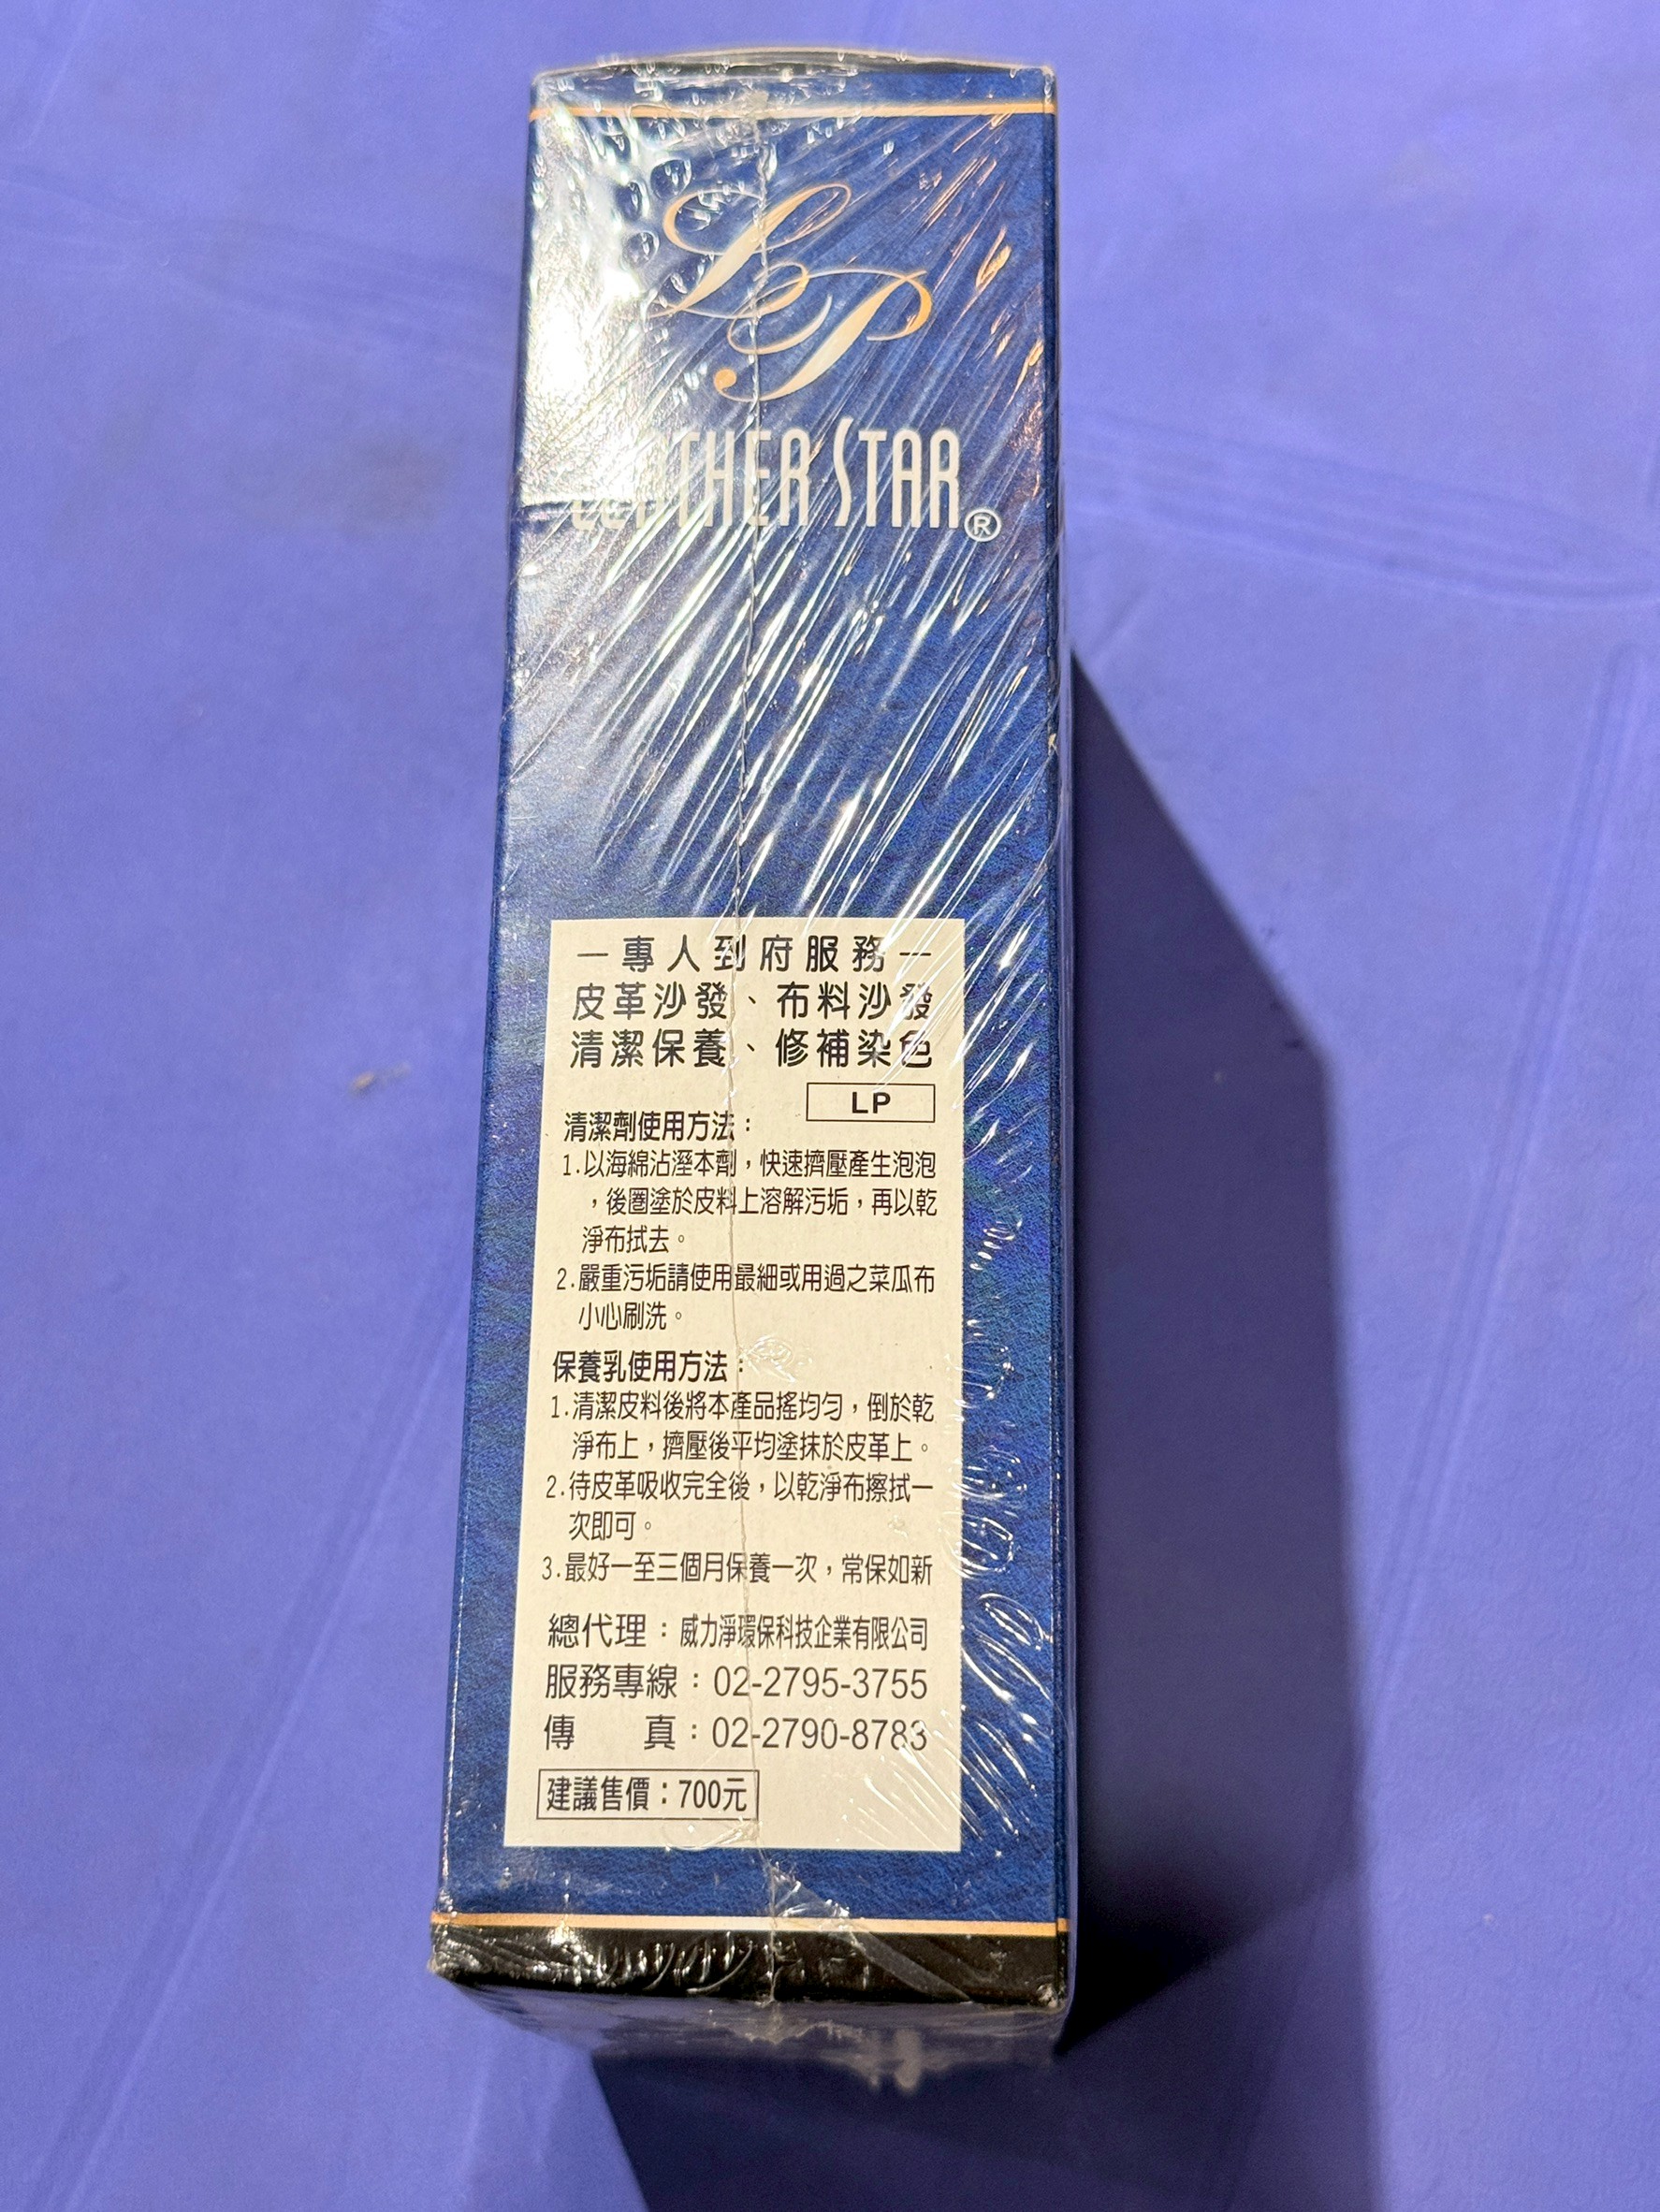 LP
LEATHER STAR®
—專人到府服務—
皮革沙發、布料沙發
清潔保養、修補染色
LP
清潔劑使用方法：
1.以海綿沾溼本劑，快速擠壓產生泡泡
，後圈塗於皮料上溶解污垢，再以乾
淨布拭去。
2.嚴重污垢請使用最細或用過之菜瓜布
小心刷洗。
保養乳使用方法：
1.清潔皮料後將本產品搖均勻，倒於乾
淨布上，擠壓後平均塗抹於皮革上。
2.待皮革吸收完全後，以乾淨布擦拭一
次即可。
3.最好一至三個月保養一次，常保如新
總代理：威力淨環保科技企業有限公司
服務專線：02-2795-3755
傳 真：02-2790-8783
建議售價：700元